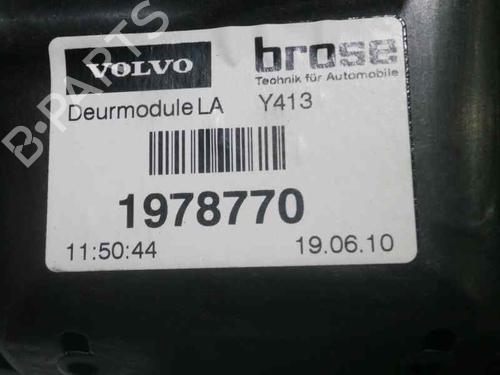 VOLVO
brose
Technik für Automobile
Deurmodule LA Y413
1978770
11:50:44 19.06.10
B-PARTS